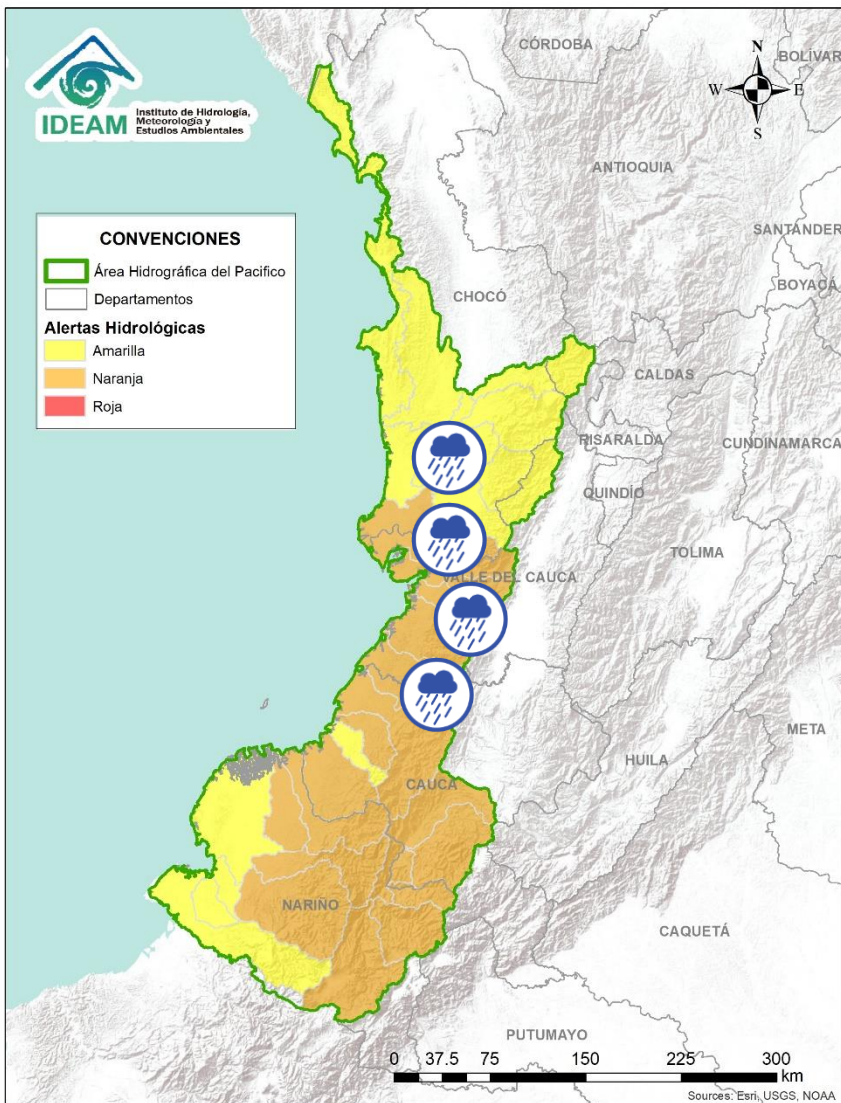 IDEAM
Instituto de Hidrología,
Meteorología y
Estudios Ambientales
CÓRDOBA
BOLÍVAR
N
W
E
S
ANTIOQUIA
SANTANDER
BOYACÁ
CONVENCIONES
Área Hidrográfica del Pacifico
Departamentos
Alertas Hidrológicas
Amarilla
Naranja
Roja
CHOCÓ
CALDAS
RISARALDA
CUNDINAMARCA
QUINDÍO
TOLIMA
VALLE DEL CAUCA
META
HUILA
CAUCA
NARIÑO
CAQUETÁ
PUTUMAYO
0 37.5 75 150 225 300
km
Sources: Esri, USGS, NOAA